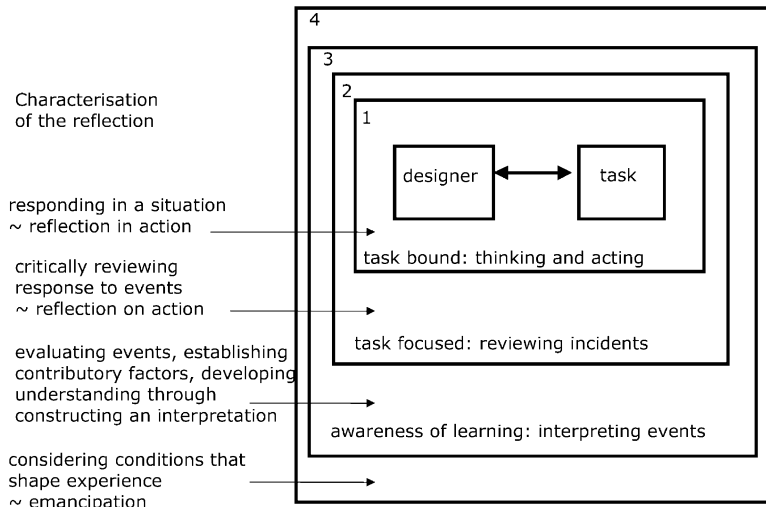 4
3
2
1
Characterisation
of the reflection
designer
task
responding in a situation
~ reflection in action
task bound: thinking and acting
critically reviewing
response to events
~ reflection on action
task focused: reviewing incidents
evaluating events, establishing
contributory factors, developing
understanding through
constructing an interpretation
awareness of learning: interpreting events
considering conditions that
shape experience
~ emancipation